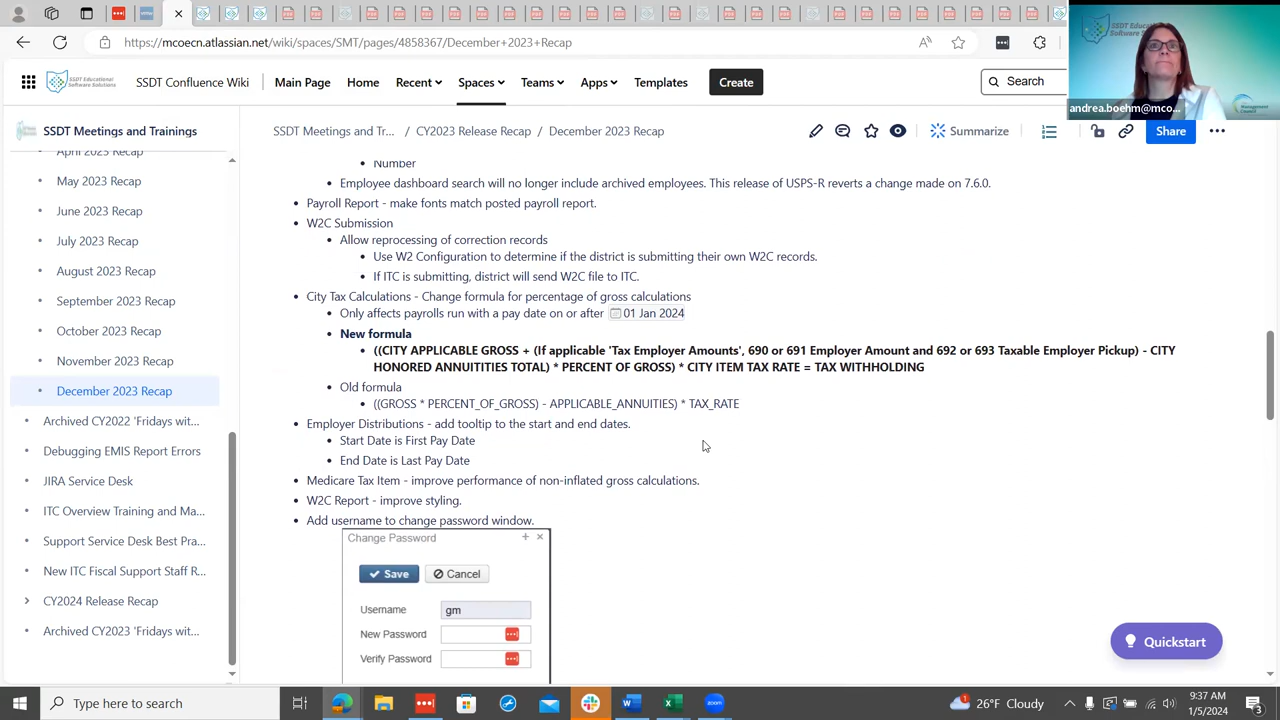 https://mcoecn.atlassian.net/wiki/spaces/SMT/pages/4858367/December+2023+Recap
SSDT Educational
Software Solutions
SSDT Confluence Wiki
Main Page
Home
Recent
Spaces
Teams
Apps
Templates
Create
Search
SSDT Educational
Software Solutions
Management
Council
andrea.boehm@mco...
SSDT Meetings and Trainings
SSDT Meetings and Tr... / CY2023 Release Recap / December 2023 Recap
Summarize
Share
April 2023 Recap
May 2023 Recap
June 2023 Recap
July 2023 Recap
August 2023 Recap
September 2023 Recap
October 2023 Recap
November 2023 Recap
December 2023 Recap
Archived CY2022 'Fridays wit...
Debugging EMIS Report Errors
JIRA Service Desk
ITC Overview Training and Ma...
Support Service Desk Best Pra...
New ITC Fiscal Support Staff R...
CY2024 Release Recap
Archived CY2023 'Fridays wit...
Number
Employee dashboard search will no longer include archived employees. This release of USPS-R reverts a change made on 7.6.0.
Payroll Report - make fonts match posted payroll report.
W2C Submission
Allow reprocessing of correction records
Use W2 Configuration to determine if the district is submitting their own W2C records.
If ITC is submitting, district will send W2C file to ITC.
City Tax Calculations - Change formula for percentage of gross calculations
Only affects payrolls run with a pay date on or after 01 Jan 2024
New formula
((CITY APPLICABLE GROSS + (If applicable 'Tax Employer Amounts', 690 or 691 Employer Amount and 692 or 693 Taxable Employer Pickup) - CITY
HONORED ANNUITITIES TOTAL) * PERCENT OF GROSS) * CITY ITEM TAX RATE = TAX WITHHOLDING
Old formula
((GROSS * PERCENT_OF_GROSS) - APPLICABLE_ANNUITIES) * TAX_RATE
Employer Distributions - add tooltip to the start and end dates.
Start Date is First Pay Date
End Date is Last Pay Date
Medicare Tax Item - improve performance of non-inflated gross calculations.
W2C Report - improve styling.
Add username to change password window.
Change Password
Save
Cancel
Username
gm
New Password
Verify Password
Quickstart
Type here to search
zoom
26°F Cloudy
9:37 AM
1/5/2024
3